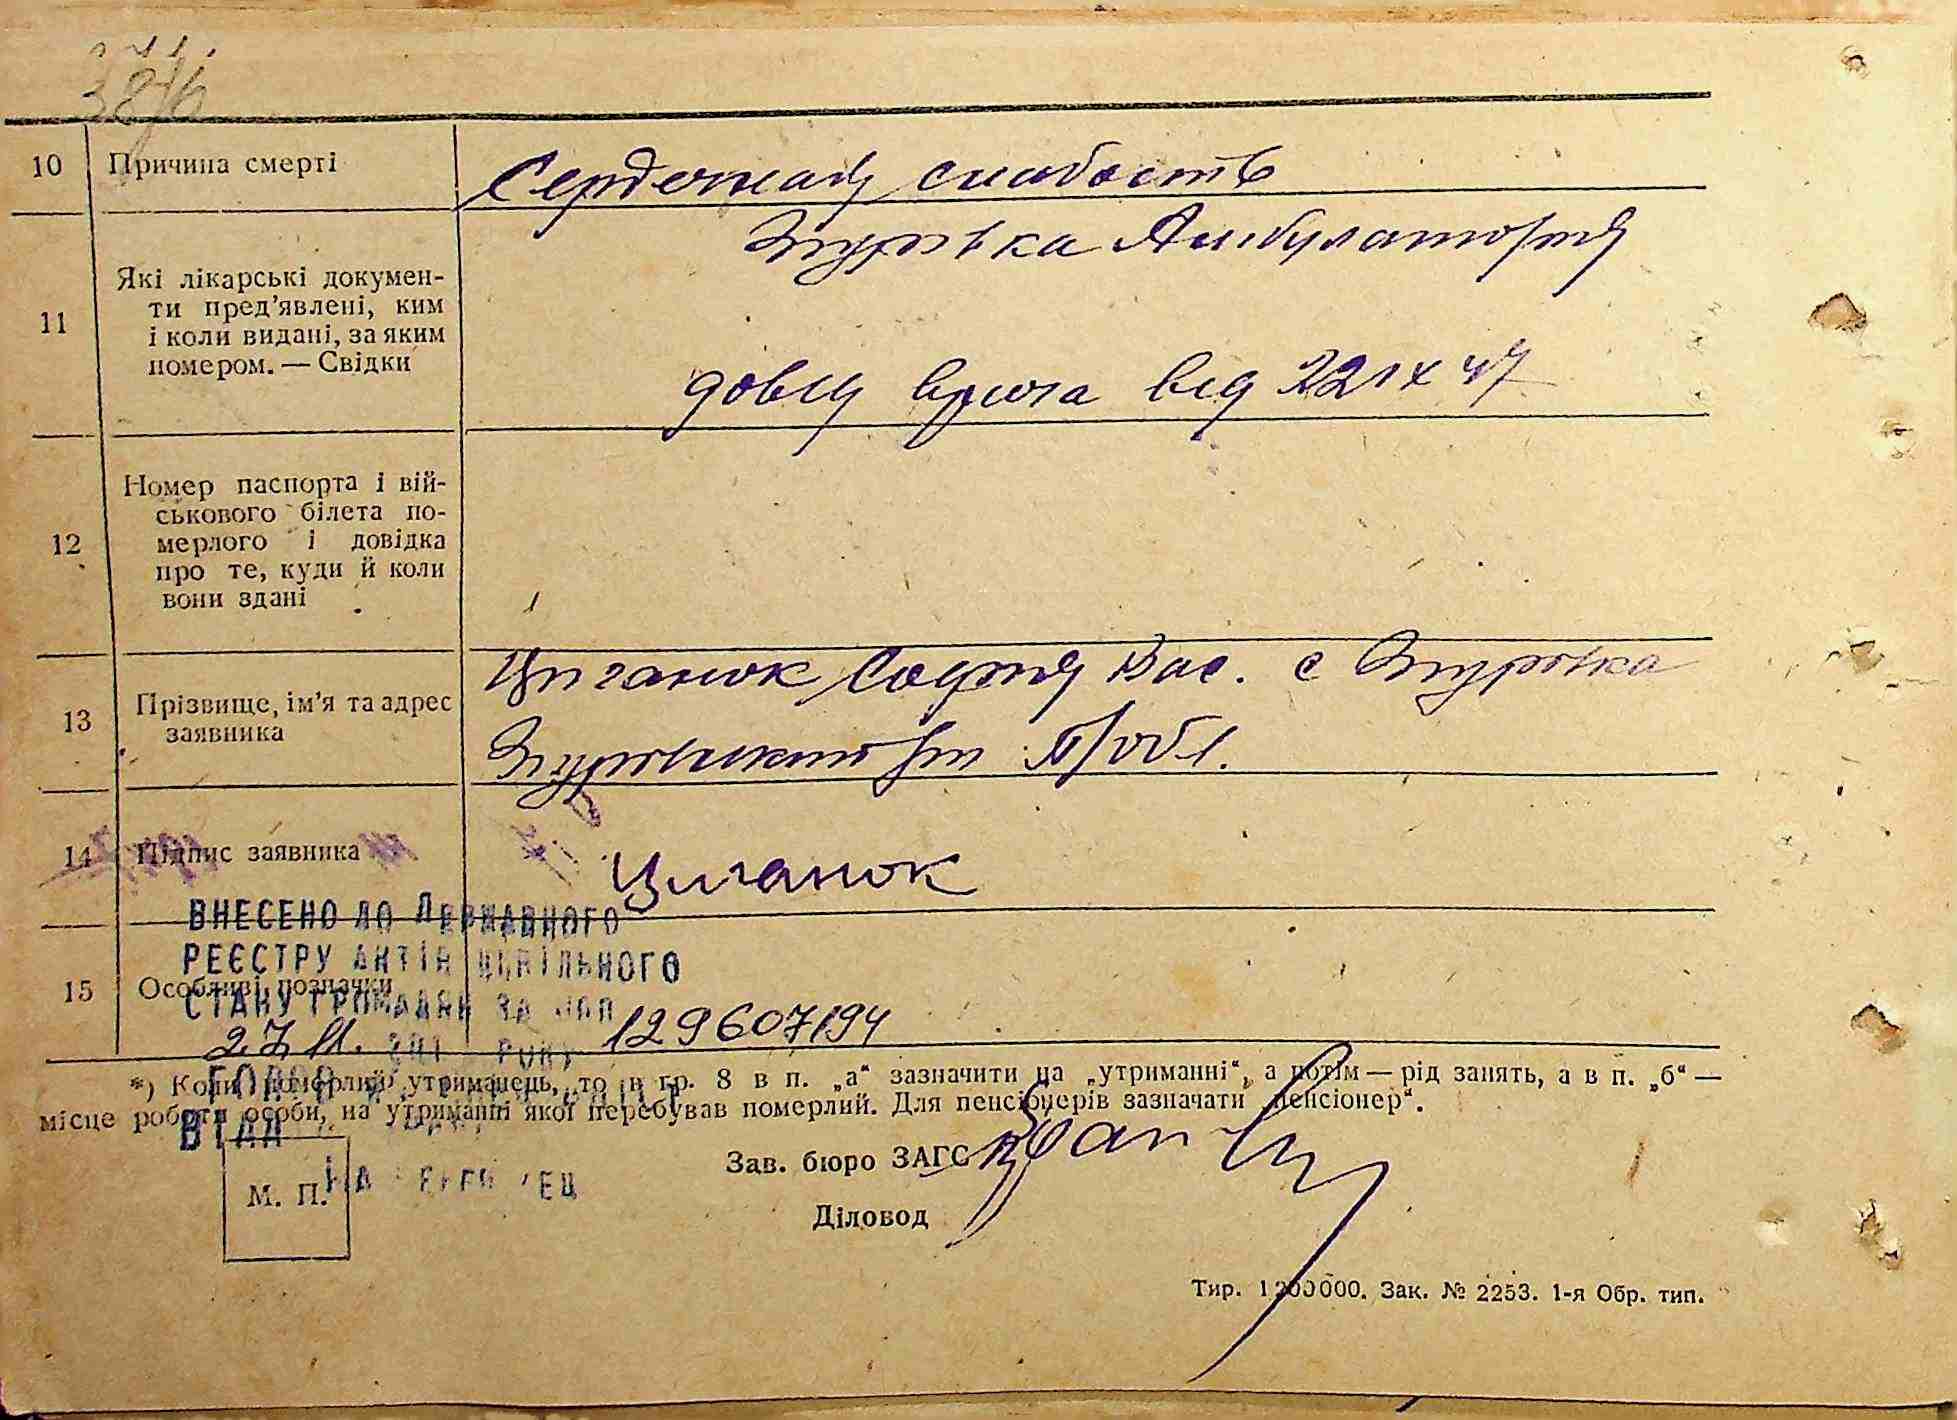 10 Причина смерті
Сердечная слабость
Згурівка Амбулаторія
11 Які лікарські докумен-
ти пред'явлені, ким
і коли видані, за яким
номером. — Свідки
довід врача від 22 IX 47
12 Номер паспорта і вій-
ськового білета по-
мерлого і довідка
про те, куди й коли
вони здані
13 Прізвище, ім'я та адрес
заявника
Циганок Софія Вас. с Згурівка
обл.
14 Підпис заявника
Циганок
ВНЕСЕНО ДО ДЕРЖАВНОГО
РЕЄСТРУ АКТІВ ЦИВІЛЬНОГО
15 Особливі позначки
СТАНУ ГРОМАДЯН ЗА
РОКУ 129607194
*) Коли померлий утриманець, то в гр. 8 в п. „а“ зазначити на „утриманні“, а потім — рід занять, а в п. „б“ —
місце роботи особи, на утриманні якої перебував померлий. Для пенсіонерів зазначати „пенсіонер“.
Зав. бюро ЗАГС
М. П.
Діловод
Тир. 1200000. Зак. № 2253. 1-я Обр. тип.